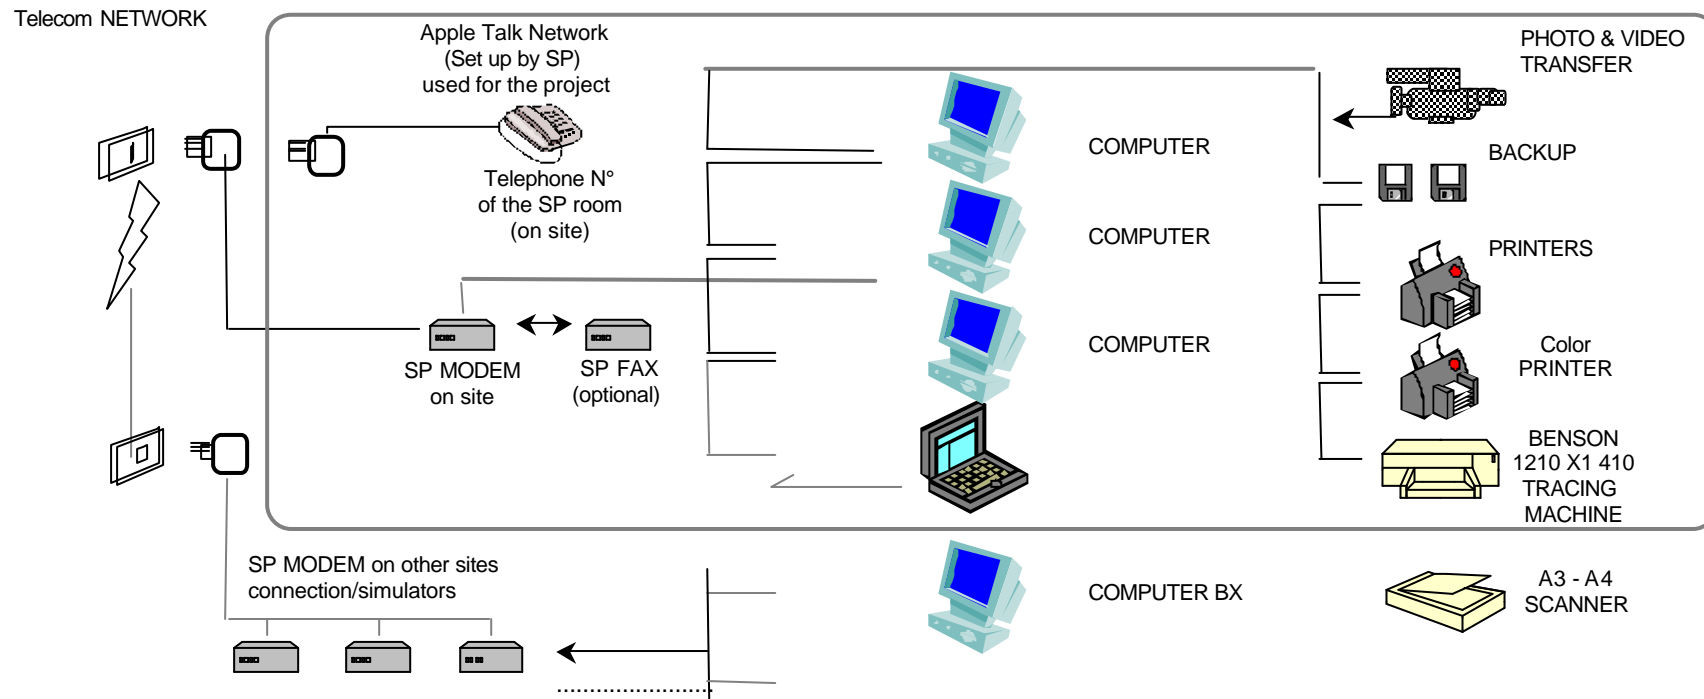 Telecom NETWORK
Apple Talk Network
(Set up by SP)
used for the project
PHOTO & VIDEO
TRANSFER
COMPUTER
BACKUP
Telephone N°
of the SP room
(on site)
COMPUTER
PRINTERS
SP MODEM
on site
SP FAX
(optional)
COMPUTER
Color
PRINTER
BENSON
1210 X1 410
TRACING
MACHINE
SP MODEM on other sites
connection/simulators
COMPUTER BX
A3 - A4
SCANNER